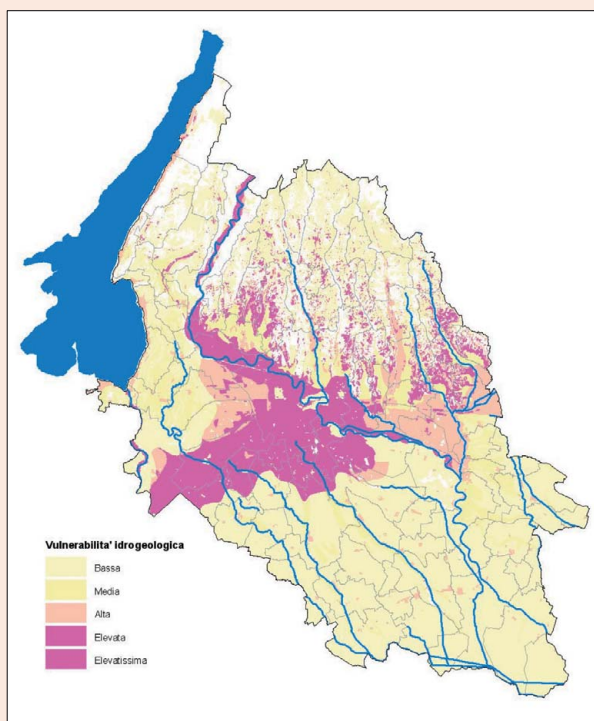 Vulnerabilita' idrogeologica
Bassa
Media
Alta
Elevata
Elevatissima